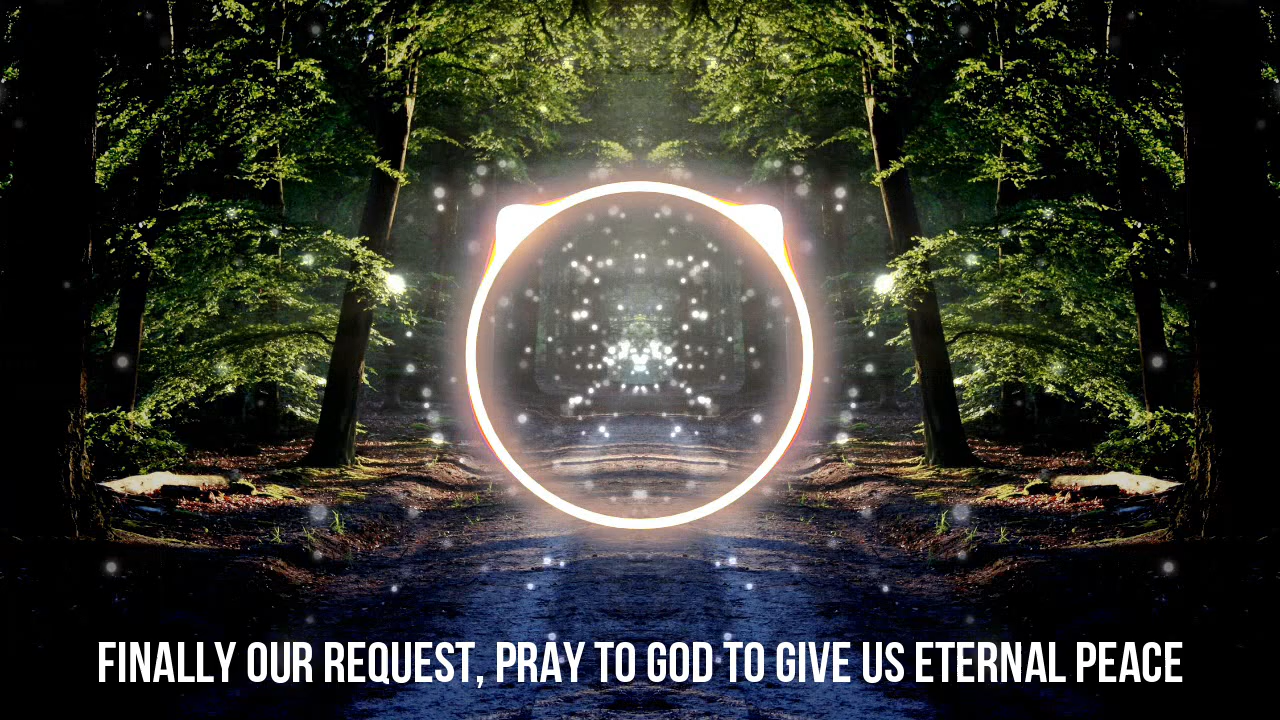 FINALLY OUR REQUEST, PRAY TO GOD TO GIVE US ETERNAL PEACE